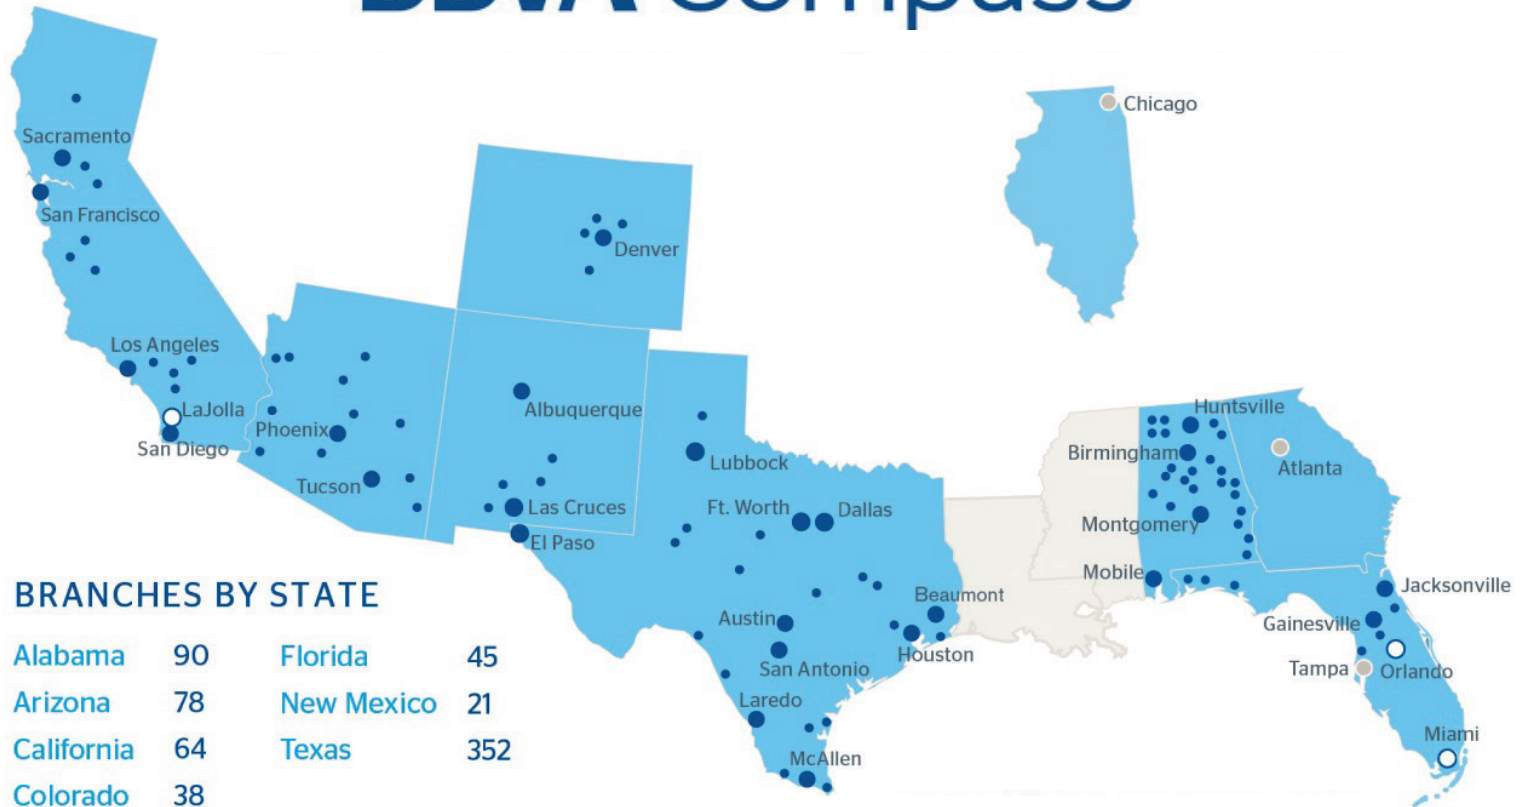 BBVA Compass
Chicago
Sacramento
San Francisco
Denver
Los Angeles
LaJolla
San Diego
Phoenix
Tucson
Albuquerque
Las Cruces
El Paso
Lubbock
Ft. Worth
Dallas
Austin
San Antonio
Beaumont
Houston
Laredo
McAllen
Huntsville
Birmingham
Atlanta
Montgomery
Mobile
Jacksonville
Gainesville
Tampa
Orlando
Miami
BRANCHES BY STATE
Alabama 90 Florida 45
Arizona 78 New Mexico 21
California 64 Texas 352
Colorado 38